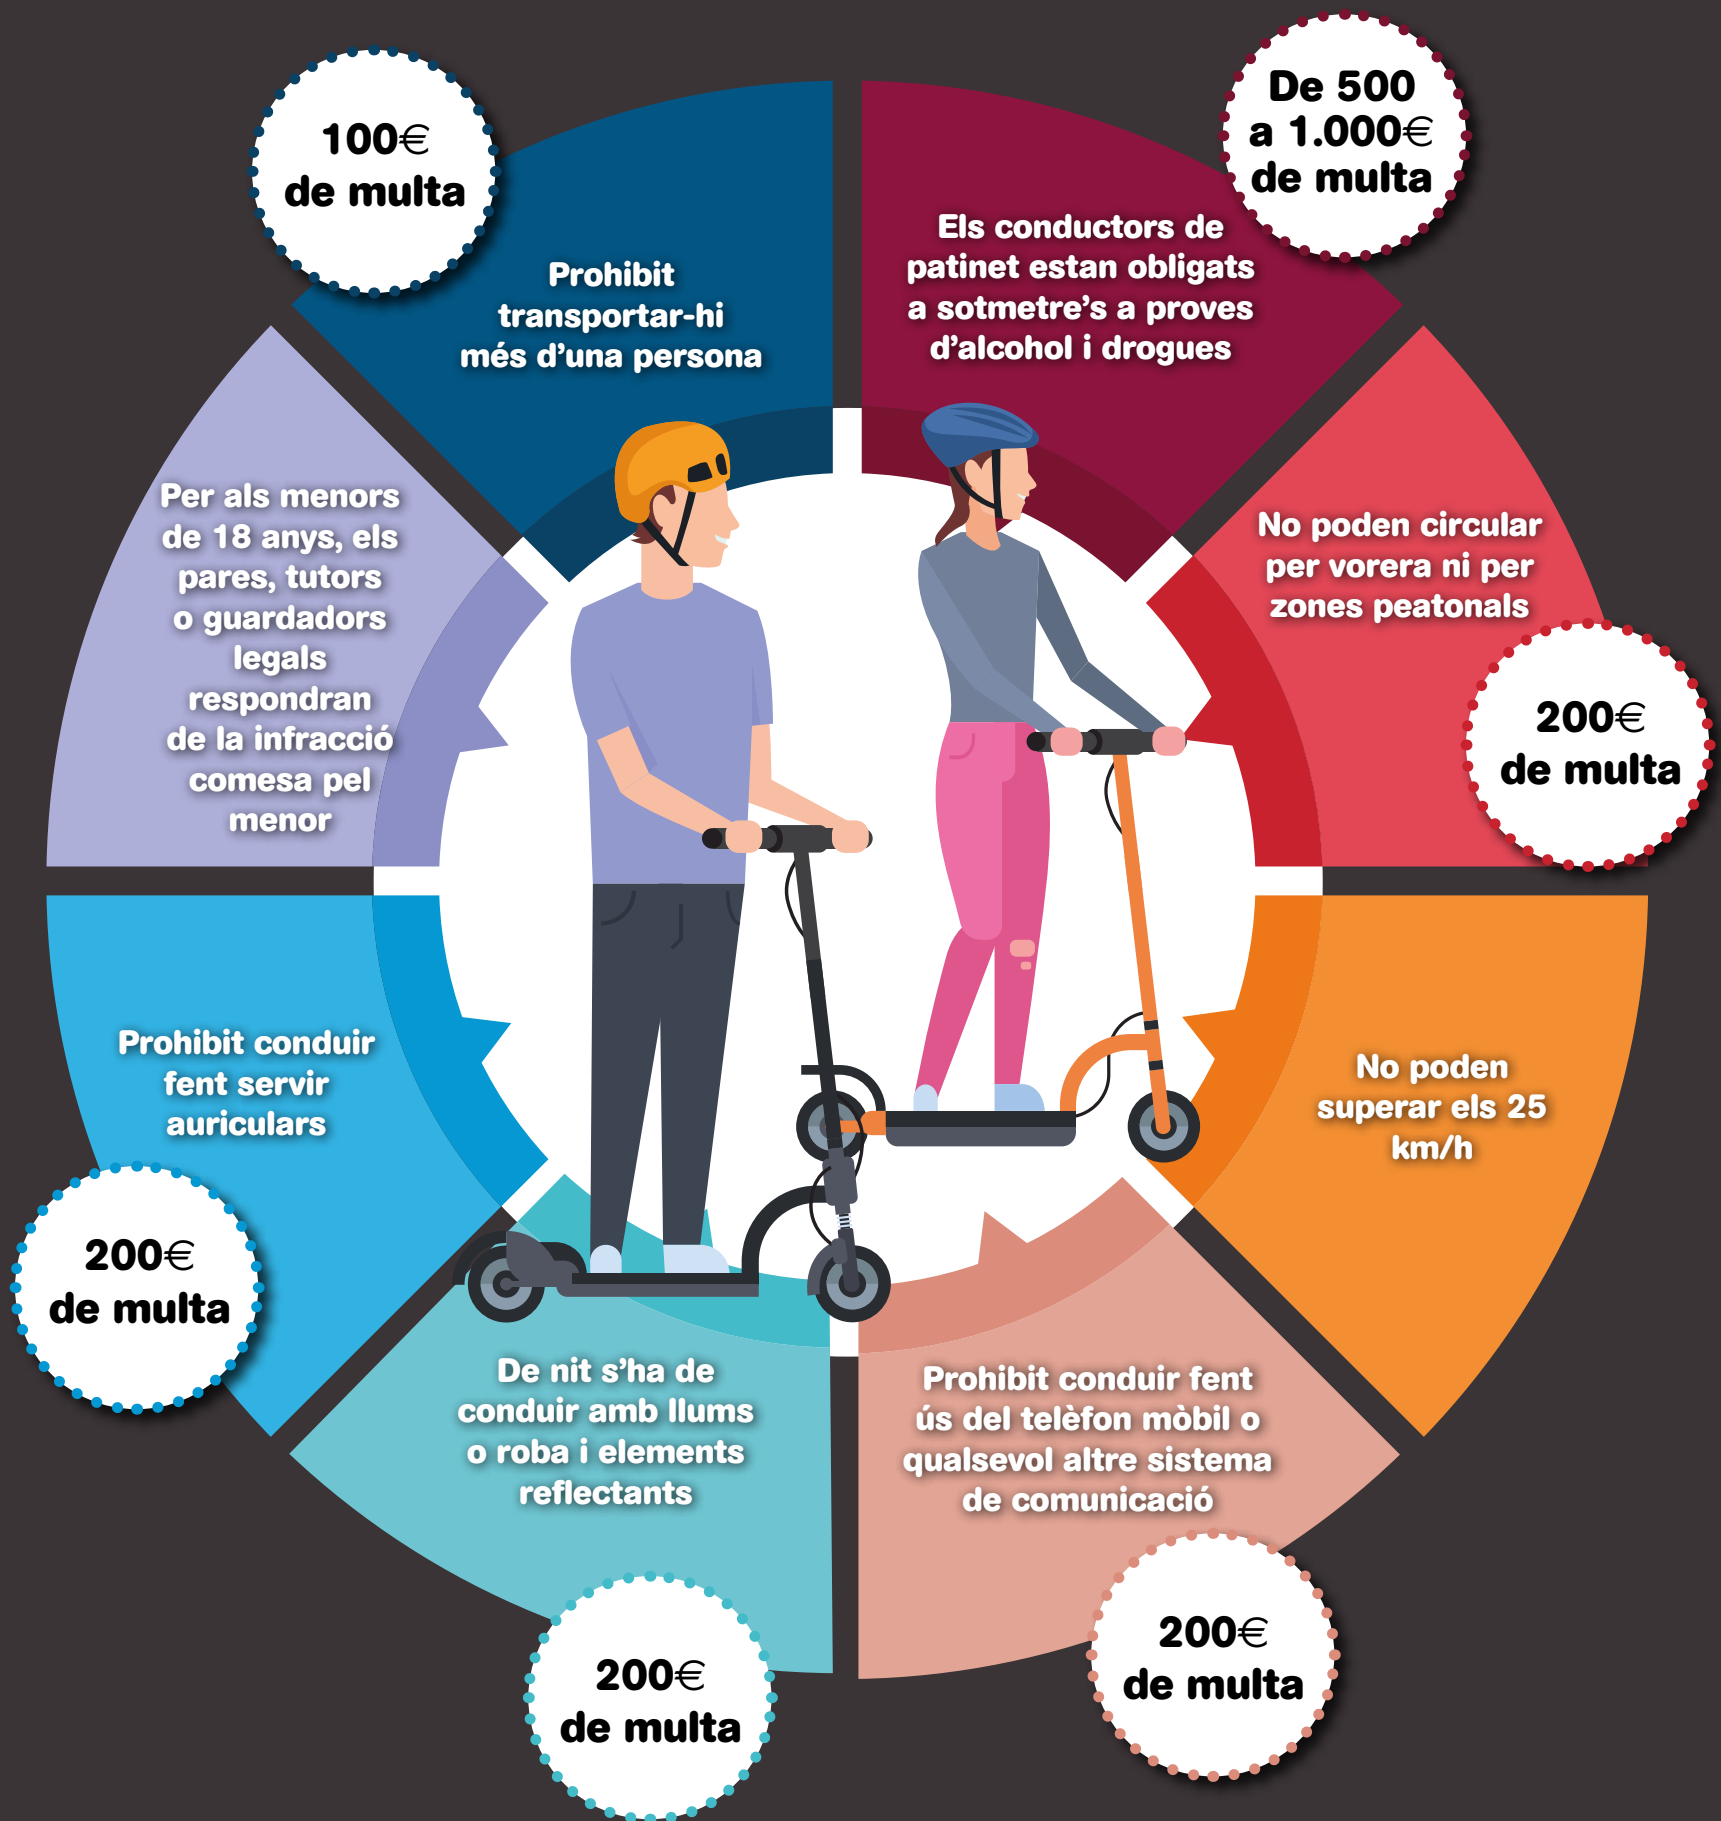 100€
de multa
Prohibit
transportar-hi
més d’una persona
De 500
a 1.000€
de multa
Els conductors de
patinet estan obligats
a sotmetre’s a proves
d’alcohol i drogues
No poden circular
per vorera ni per
zones peatonals
200€
de multa
No poden
superar els 25
km/h
Prohibit conduir fent
ús del telèfon mòbil o
qualsevol altre sistema
de comunicació
200€
de multa
De nit s’ha de
conduir amb llums
o roba i elements
reflectants
200€
de multa
Prohibit conduir
fent servir
auriculars
200€
de multa
Per als menors
de 18 anys, els
pares, tutors
o guardadors
legals
respondran
de la infracció
comesa pel
menor